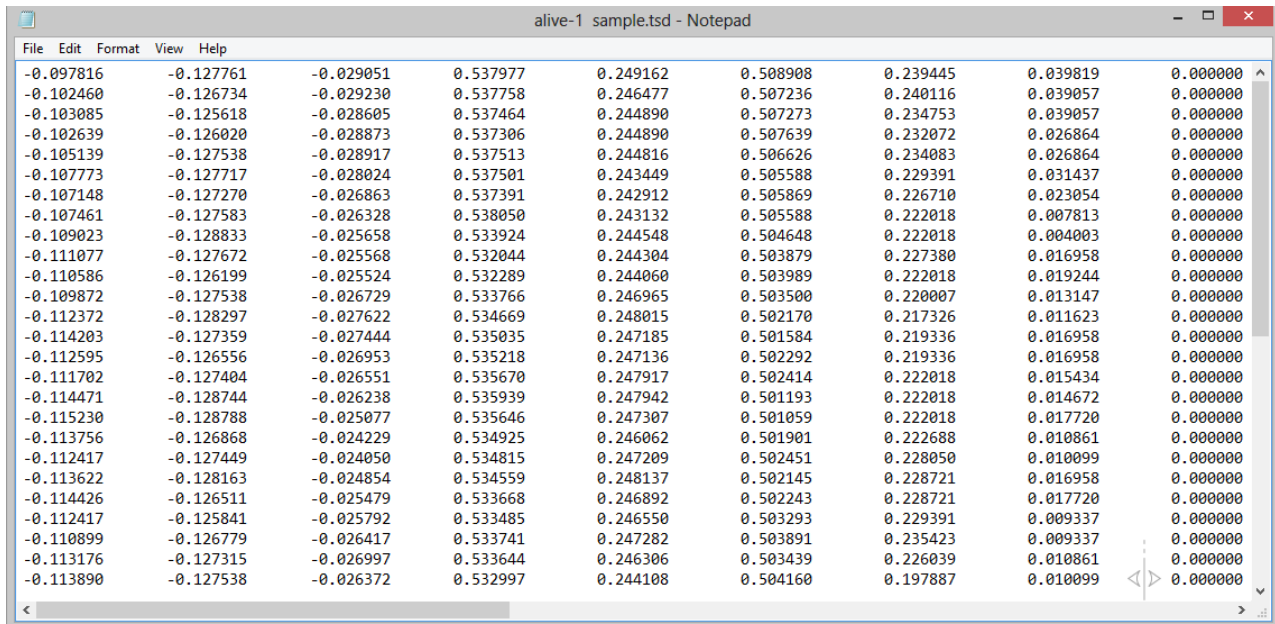 alive-1 sample.tsd - Notepad
File Edit Format View Help
-0.097816 -0.127761 -0.029051 0.537977 0.249162 0.508908 0.239445 0.039819 0.000000
-0.102460 -0.126734 -0.029230 0.537758 0.246477 0.507236 0.240116 0.039057 0.000000
-0.103085 -0.125618 -0.028605 0.537464 0.244890 0.507273 0.234753 0.039057 0.000000
-0.102639 -0.126020 -0.028873 0.537306 0.244890 0.507639 0.232072 0.026864 0.000000
-0.105139 -0.127538 -0.028917 0.537513 0.244816 0.506626 0.234083 0.026864 0.000000
-0.107773 -0.127717 -0.028024 0.537501 0.243449 0.505588 0.229391 0.031437 0.000000
-0.107148 -0.127270 -0.026863 0.537391 0.242912 0.505869 0.226710 0.023054 0.000000
-0.107461 -0.127583 -0.026328 0.538050 0.243132 0.505588 0.222018 0.007813 0.000000
-0.109023 -0.128833 -0.025658 0.533924 0.244548 0.504648 0.222018 0.004003 0.000000
-0.111077 -0.127672 -0.025568 0.532044 0.244304 0.503879 0.227380 0.016958 0.000000
-0.110586 -0.126199 -0.025524 0.532289 0.244060 0.503989 0.222018 0.019244 0.000000
-0.109872 -0.127538 -0.026729 0.533766 0.246965 0.503500 0.220007 0.013147 0.000000
-0.112372 -0.128297 -0.027622 0.534669 0.248015 0.502170 0.217326 0.011623 0.000000
-0.114203 -0.127359 -0.027444 0.535035 0.247185 0.501584 0.219336 0.016958 0.000000
-0.112595 -0.126556 -0.026953 0.535218 0.247136 0.502292 0.219336 0.016958 0.000000
-0.111702 -0.127404 -0.026551 0.535670 0.247917 0.502414 0.222018 0.015434 0.000000
-0.114471 -0.128744 -0.026238 0.535939 0.247942 0.501193 0.222018 0.014672 0.000000
-0.115230 -0.128788 -0.025077 0.535646 0.247307 0.501059 0.222018 0.017720 0.000000
-0.113756 -0.126868 -0.024229 0.534925 0.246062 0.501901 0.222688 0.010861 0.000000
-0.112417 -0.127449 -0.024050 0.534815 0.247209 0.502451 0.228050 0.010099 0.000000
-0.113622 -0.128163 -0.024854 0.534559 0.248137 0.502145 0.228721 0.016958 0.000000
-0.114426 -0.126511 -0.025479 0.533668 0.246892 0.502243 0.228721 0.017720 0.000000
-0.112417 -0.125841 -0.025792 0.533485 0.246550 0.503293 0.229391 0.009337 0.000000
-0.110899 -0.126779 -0.026417 0.533741 0.247282 0.503891 0.235423 0.009337 0.000000
-0.113176 -0.127315 -0.026997 0.533644 0.246306 0.503439 0.226039 0.010861 0.000000
-0.113890 -0.127538 -0.026372 0.532997 0.244108 0.504160 0.197887 0.010099 0.000000